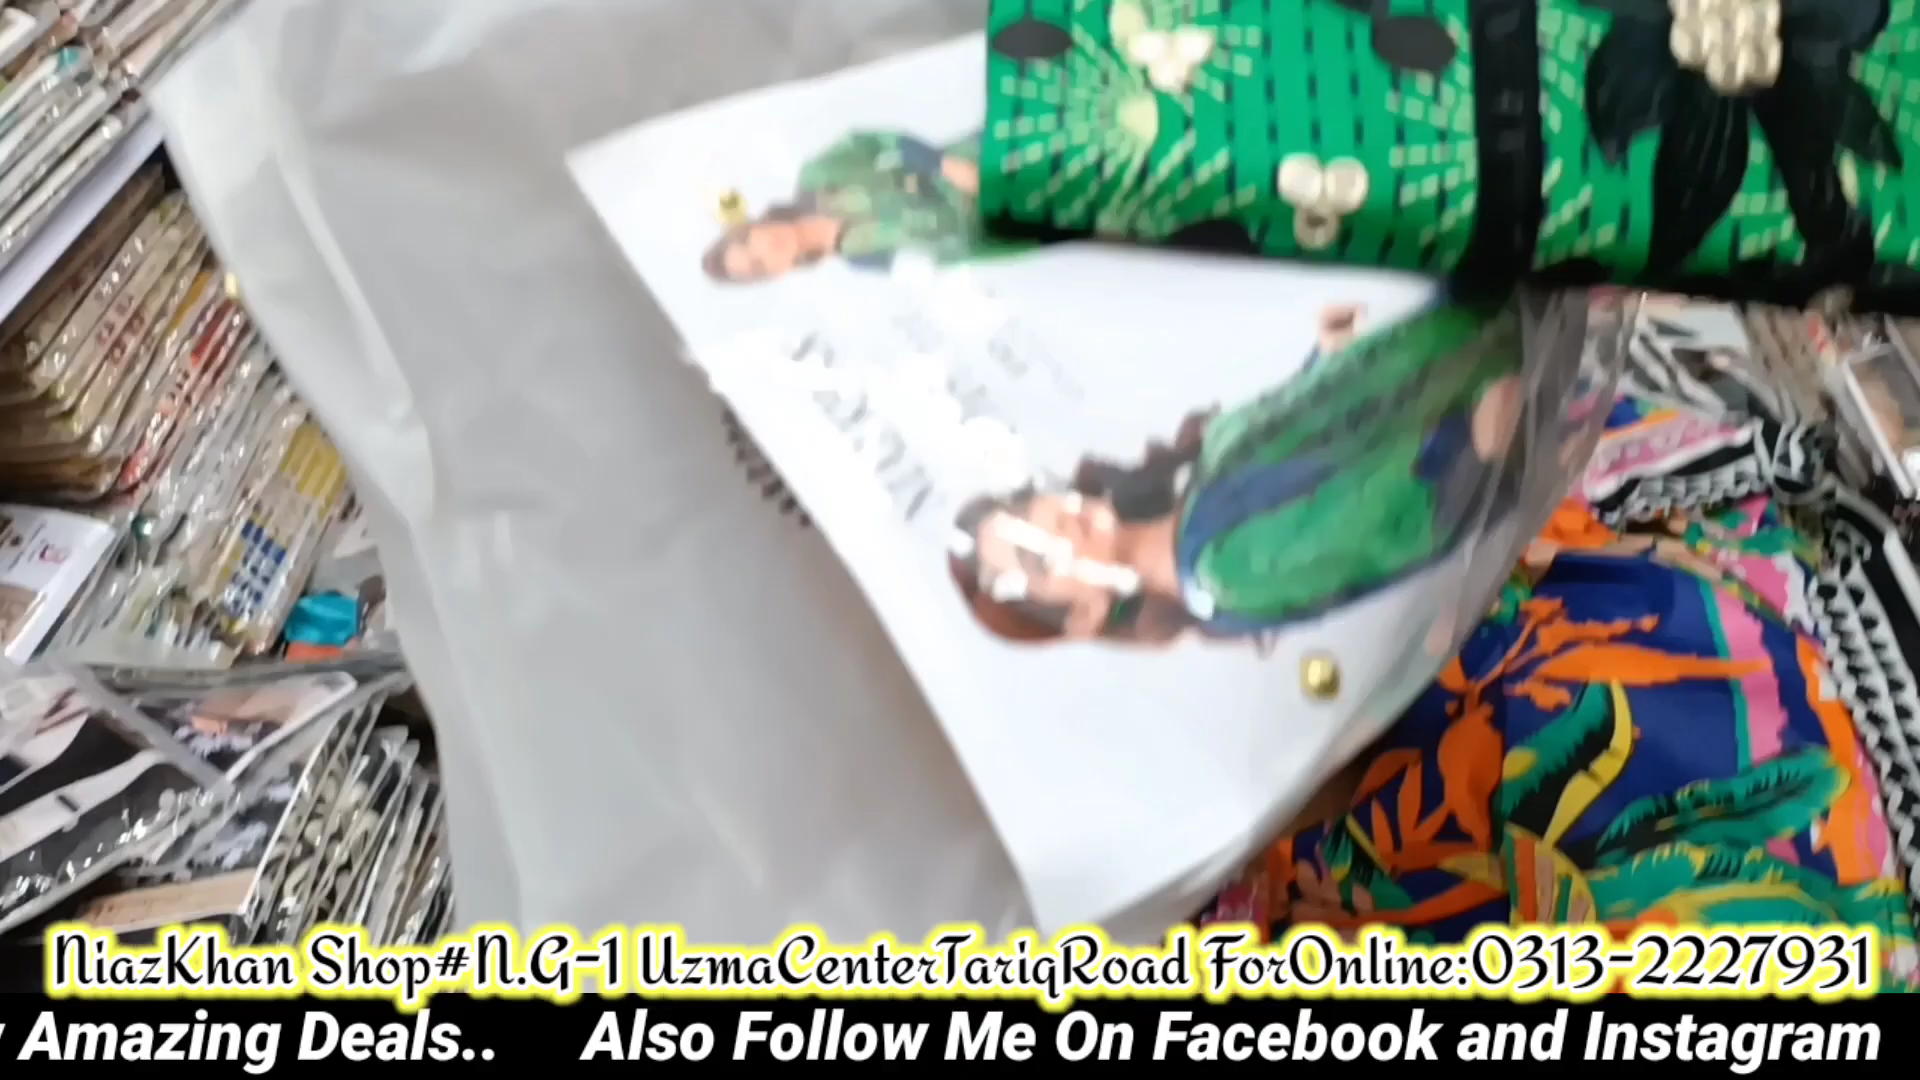 NiazKhan Shop#N.G-1 UzmaCenterTariqRoad ForOnline:0313-2227931
Amazing Deals.. Also Follow Me On Facebook and Instagram